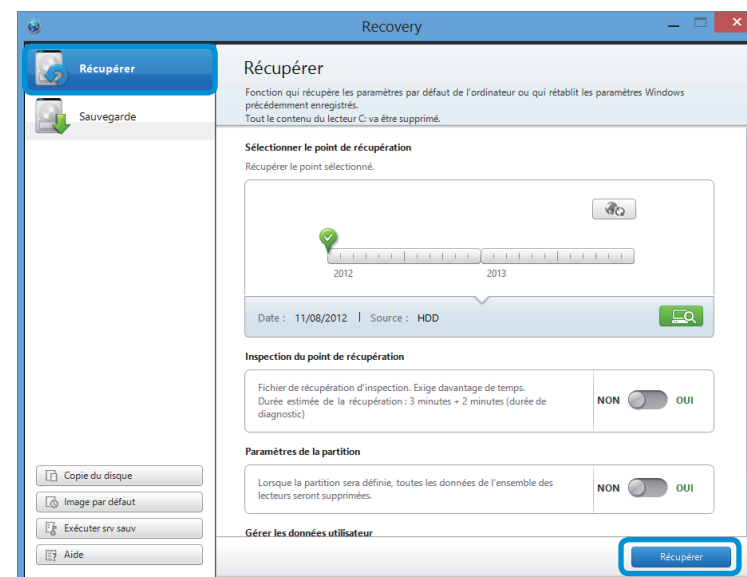 Recovery
Récupérer
Sauvegarde
Copie du disque
Image par défaut
Exécuter srv sauv
Aide
Récupérer
Fonction qui récupère les paramètres par défaut de l'ordinateur ou qui rétablit les paramètres Windows
précédemment enregistrés.
Tout le contenu du lecteur C: va être supprimé.
Sélectionner le point de récupération
Récupérer le point sélectionné.
2012 2013
Date : 11/08/2012 | Source : HDD
Inspection du point de récupération
Fichier de récupération d'inspection. Exige davantage de temps.
Durée estimée de la récupération : 3 minutes + 2 minutes (durée de
diagnostic)
NON OUI
Paramètres de la partition
Lorsque la partition sera définie, toutes les données de l'ensemble des
lecteurs seront supprimées.
NON OUI
Gérer les données utilisateur
Récupérer